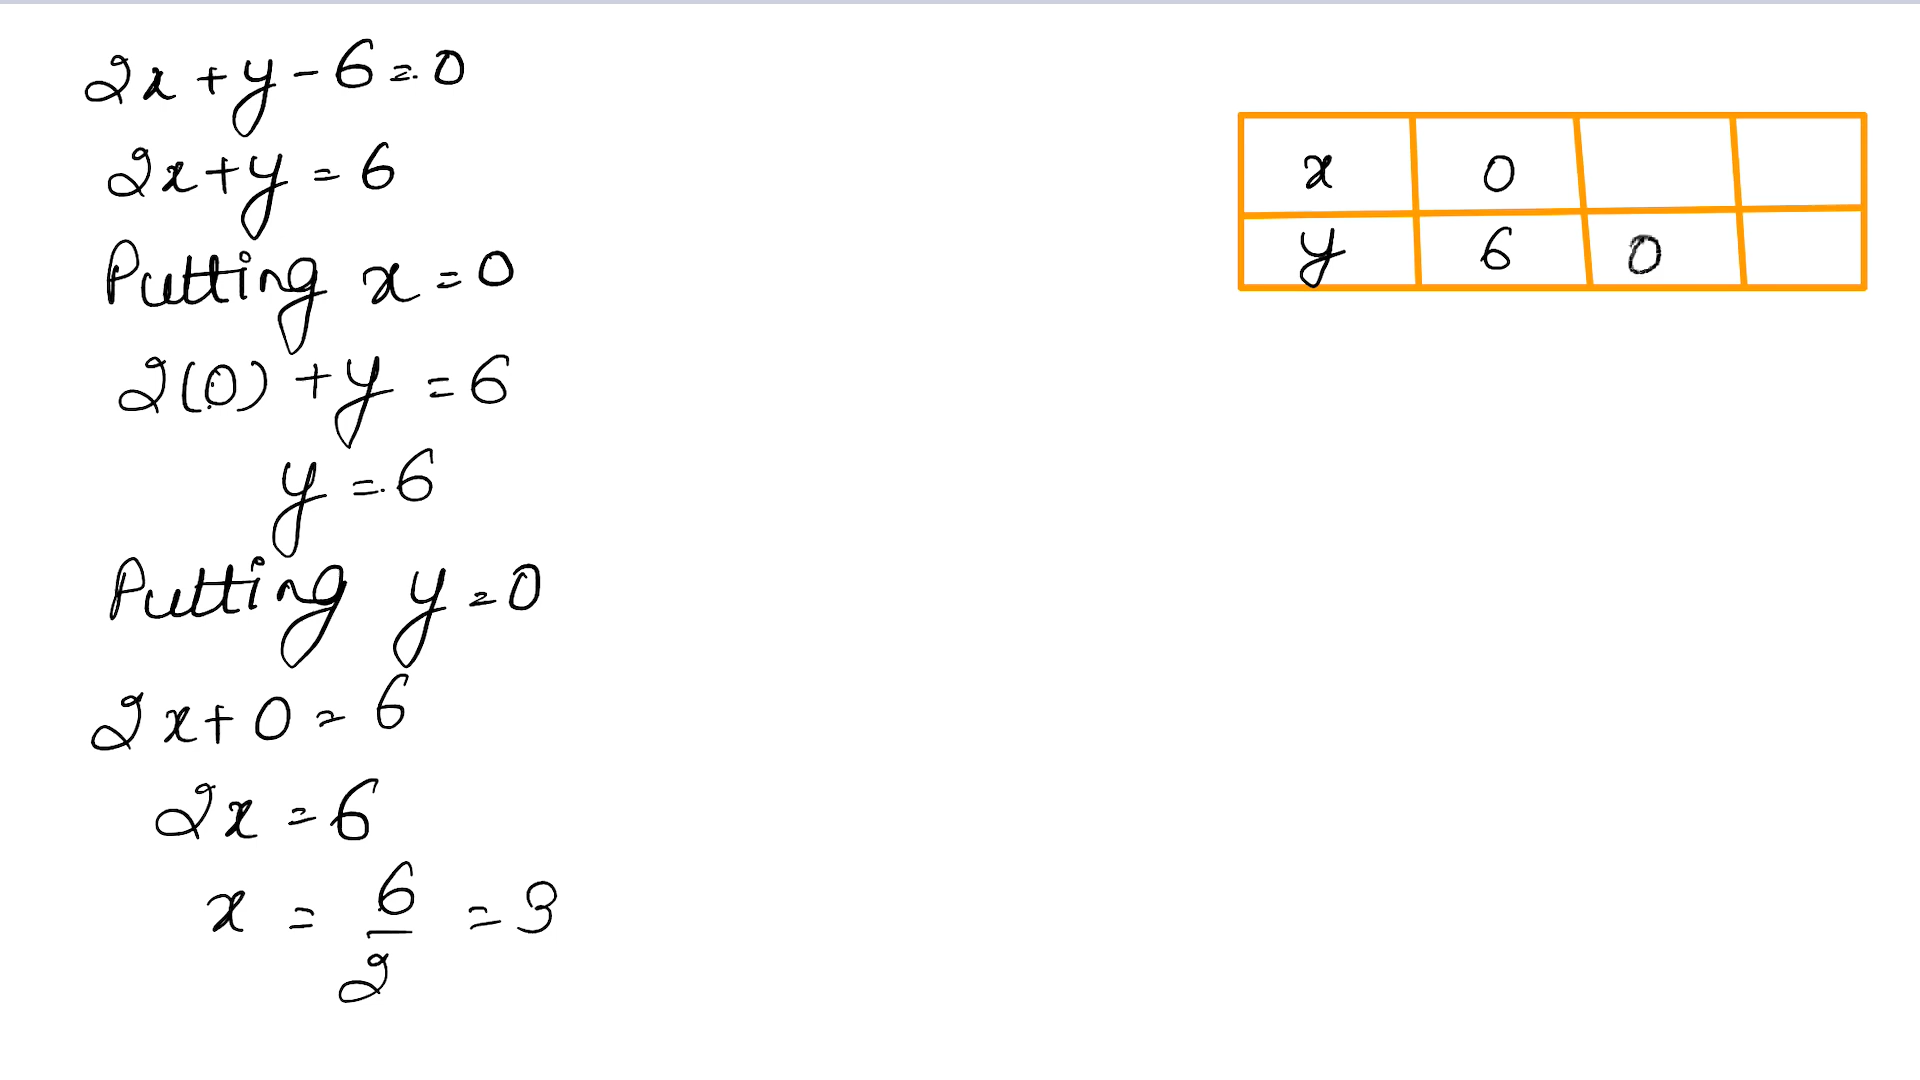 2x+y-6=0
2x+y=6
Putting x=0
2(0)+y=6
y=6
Putting y=0
2x+0=6
2x=6
x=6/2=3
x 0
y 6 0